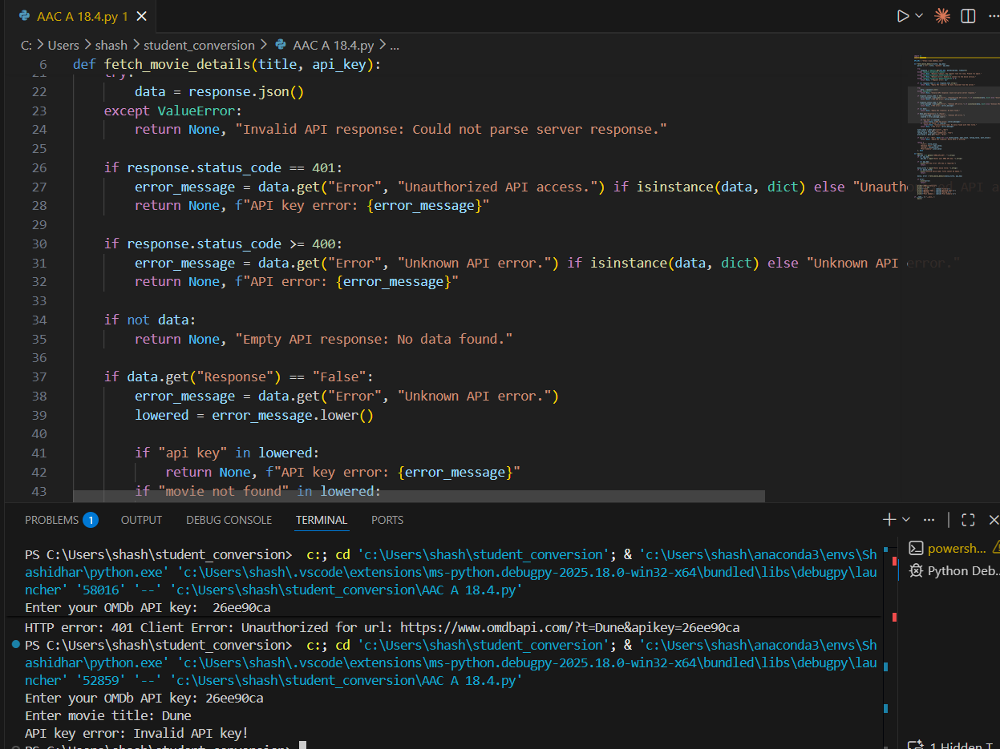 AAC A 18.4.py 1
C: > Users > shash > student_conversion > AAC A 18.4.py > ...
6 def fetch_movie_details(title, api_key):
21 try:
22 data = response.json()
23 except ValueError:
24 return None, "Invalid API response: Could not parse server response."
25
26 if response.status_code == 401:
27 error_message = data.get("Error", "Unauthorized API access.") if isinstance(data, dict) else "Unauthorized API a
28 return None, f"API key error: {error_message}"
29
30 if response.status_code >= 400:
31 error_message = data.get("Error", "Unknown API error.") if isinstance(data, dict) else "Unknown API error."
32 return None, f"API error: {error_message}"
33
34 if not data:
35 return None, "Empty API response: No data found."
36
37 if data.get("Response") == "False":
38 error_message = data.get("Error", "Unknown API error.")
39 lowered = error_message.lower()
40
41 if "api key" in lowered:
42 return None, f"API key error: {error_message}"
43 if "movie not found" in lowered:
PROBLEMS 1 OUTPUT DEBUG CONSOLE TERMINAL PORTS
PS C:\Users\shash\student_conversion> c:; cd 'c:\Users\shash\student_conversion'; & 'c:\Users\shash\anaconda3\envs\Sh
ashidhar\python.exe' 'c:\Users\shash\.vscode\extensions\ms-python.debugpy-2025.18.0-win32-x64\bundled\libs\debugpy\lau
ncher' '58016' '--' 'c:\Users\shash\student_conversion\AAC A 18.4.py'
Enter your OMDb API key:  26ee90ca
HTTP error: 401 Client Error: Unauthorized for url: https://www.omdbapi.com/?t=Dune&apikey=26ee90ca
PS C:\Users\shash\student_conversion> c:; cd 'c:\Users\shash\student_conversion'; & 'c:\Users\shash\anaconda3\envs\Sh
ashidhar\python.exe' 'c:\Users\shash\.vscode\extensions\ms-python.debugpy-2025.18.0-win32-x64\bundled\libs\debugpy\lau
ncher' '52859' '--' 'c:\Users\shash\student_conversion\AAC A 18.4.py'
Enter your OMDb API key: 26ee90ca
Enter movie title: Dune
API key error: Invalid API key!
PS C:\Users\shash\student_conversion>
powersh...
Python Deb...
1 Hidden T